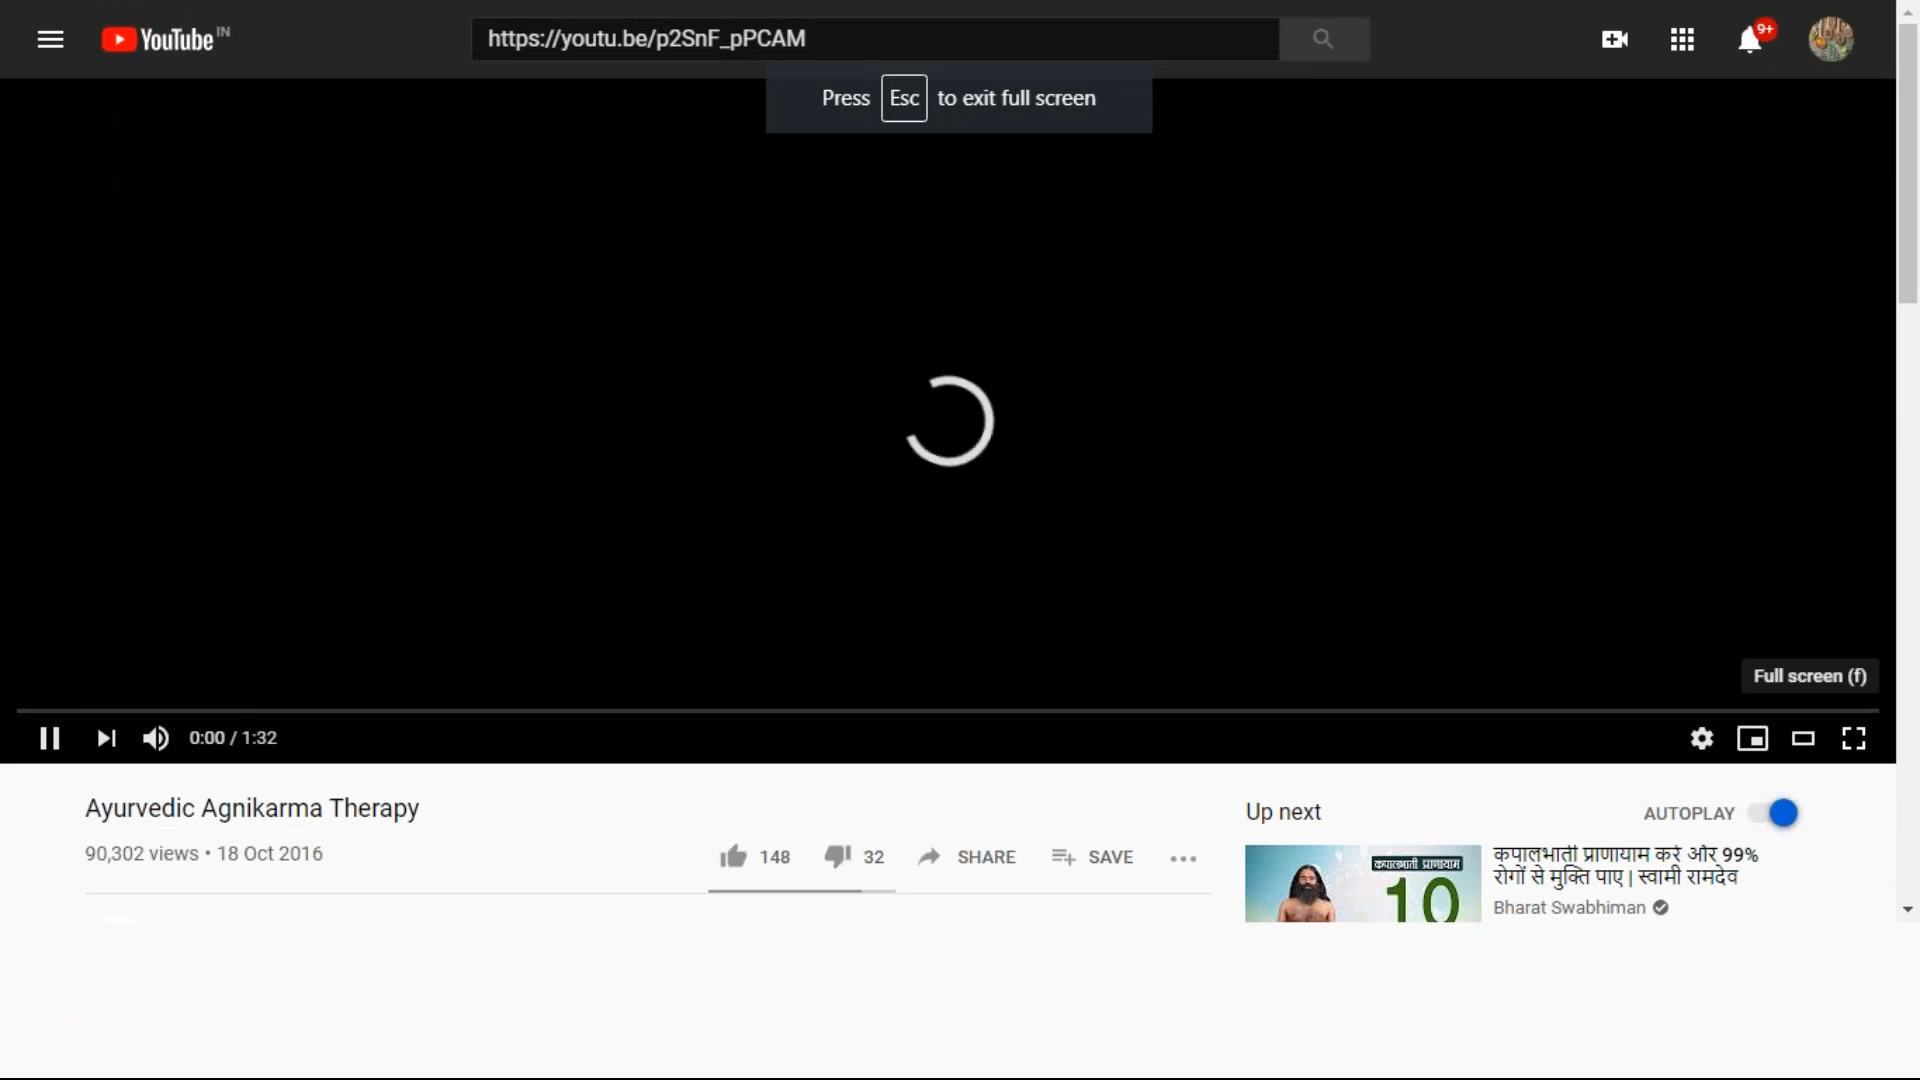 YouTube IN
https://youtu.be/p2SnF_pPCAM
9+
Press Esc to exit full screen
Full screen (f)
0:00 / 1:32
Ayurvedic Agnikarma Therapy
90,302 views • 18 Oct 2016
148
32
SHARE
SAVE
Up next
AUTOPLAY
कपालभाती प्राणायाम
10
कपालभाती प्राणायाम करे और 99%
रोगों से मुक्ति पाए | स्वामी रामदेव
Bharat Swabhiman